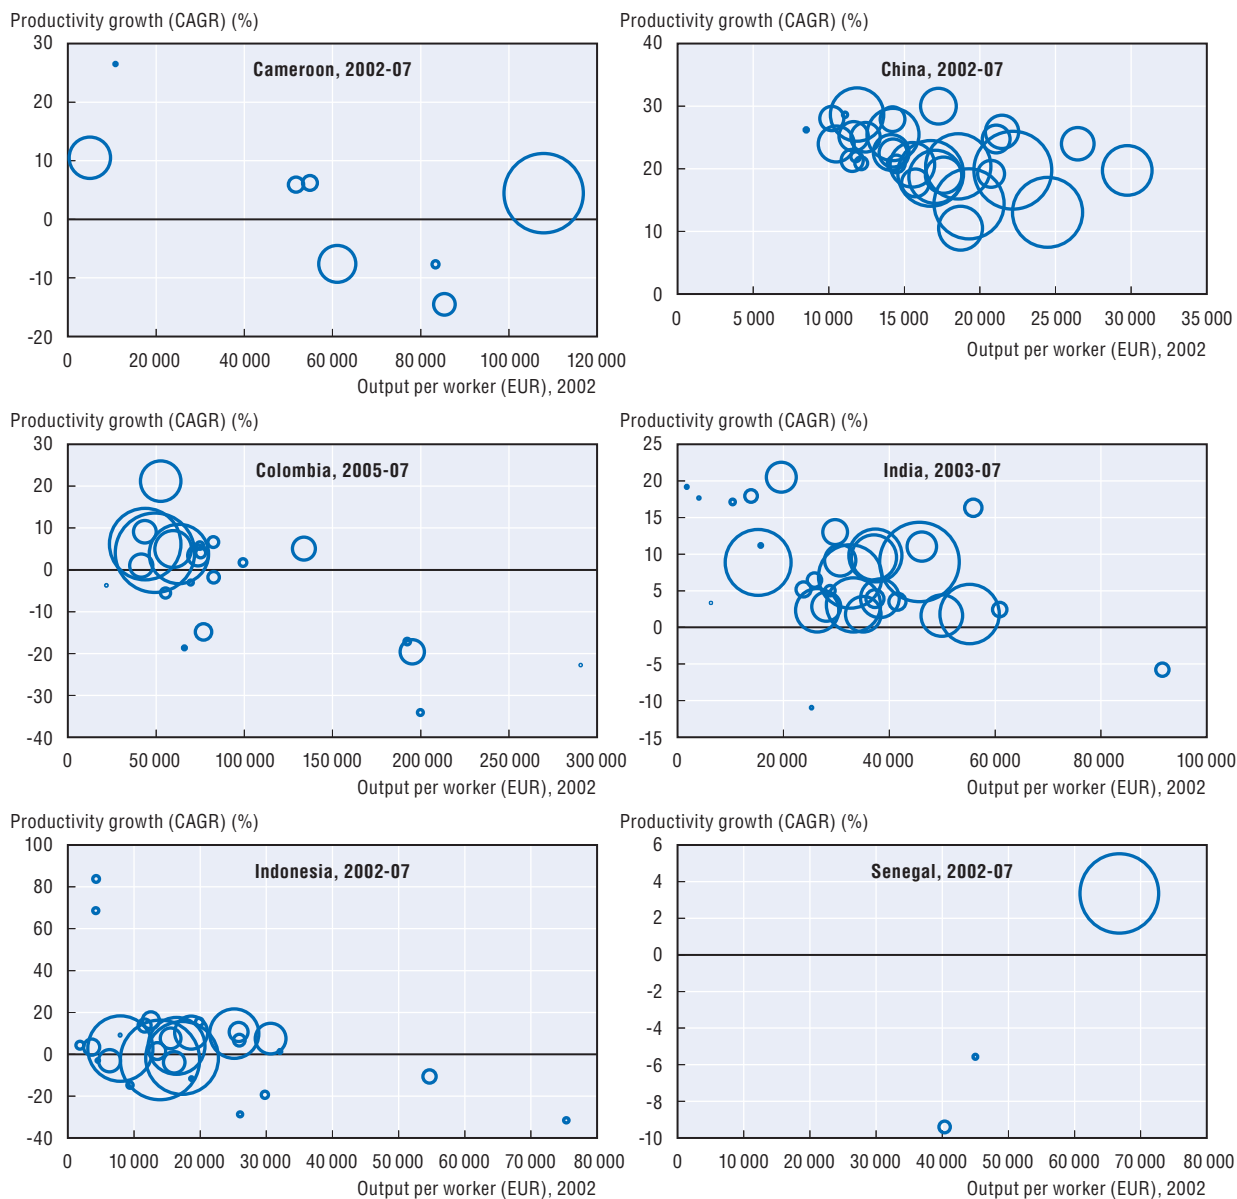 Productivity growth (CAGR) (%)
Cameroon, 2002-07
30
20
10
0
-10
-20
0 20 000 40 000 60 000 80 000 100 000 120 000
Output per worker (EUR), 2002
Productivity growth (CAGR) (%)
China, 2002-07
40
30
20
10
0
0 5 000 10 000 15 000 20 000 25 000 30 000 35 000
Output per worker (EUR), 2002
Productivity growth (CAGR) (%)
Colombia, 2005-07
30
20
10
0
-10
-20
-30
-40
0 50 000 100 000 150 000 200 000 250 000 300 000
Output per worker (EUR), 2002
Productivity growth (CAGR) (%)
India, 2003-07
25
20
15
10
5
0
-5
-10
-15
0 20 000 40 000 60 000 80 000 100 000
Output per worker (EUR), 2002
Productivity growth (CAGR) (%)
Indonesia, 2002-07
100
80
60
40
20
0
-20
-40
0 10 000 20 000 30 000 40 000 50 000 60 000 70 000 80 000
Output per worker (EUR), 2002
Productivity growth (CAGR) (%)
Senegal, 2002-07
6
4
2
0
-2
-4
-6
-8
-10
0 10 000 20 000 30 000 40 000 50 000 60 000 70 000 80 000
Output per worker (EUR), 2002